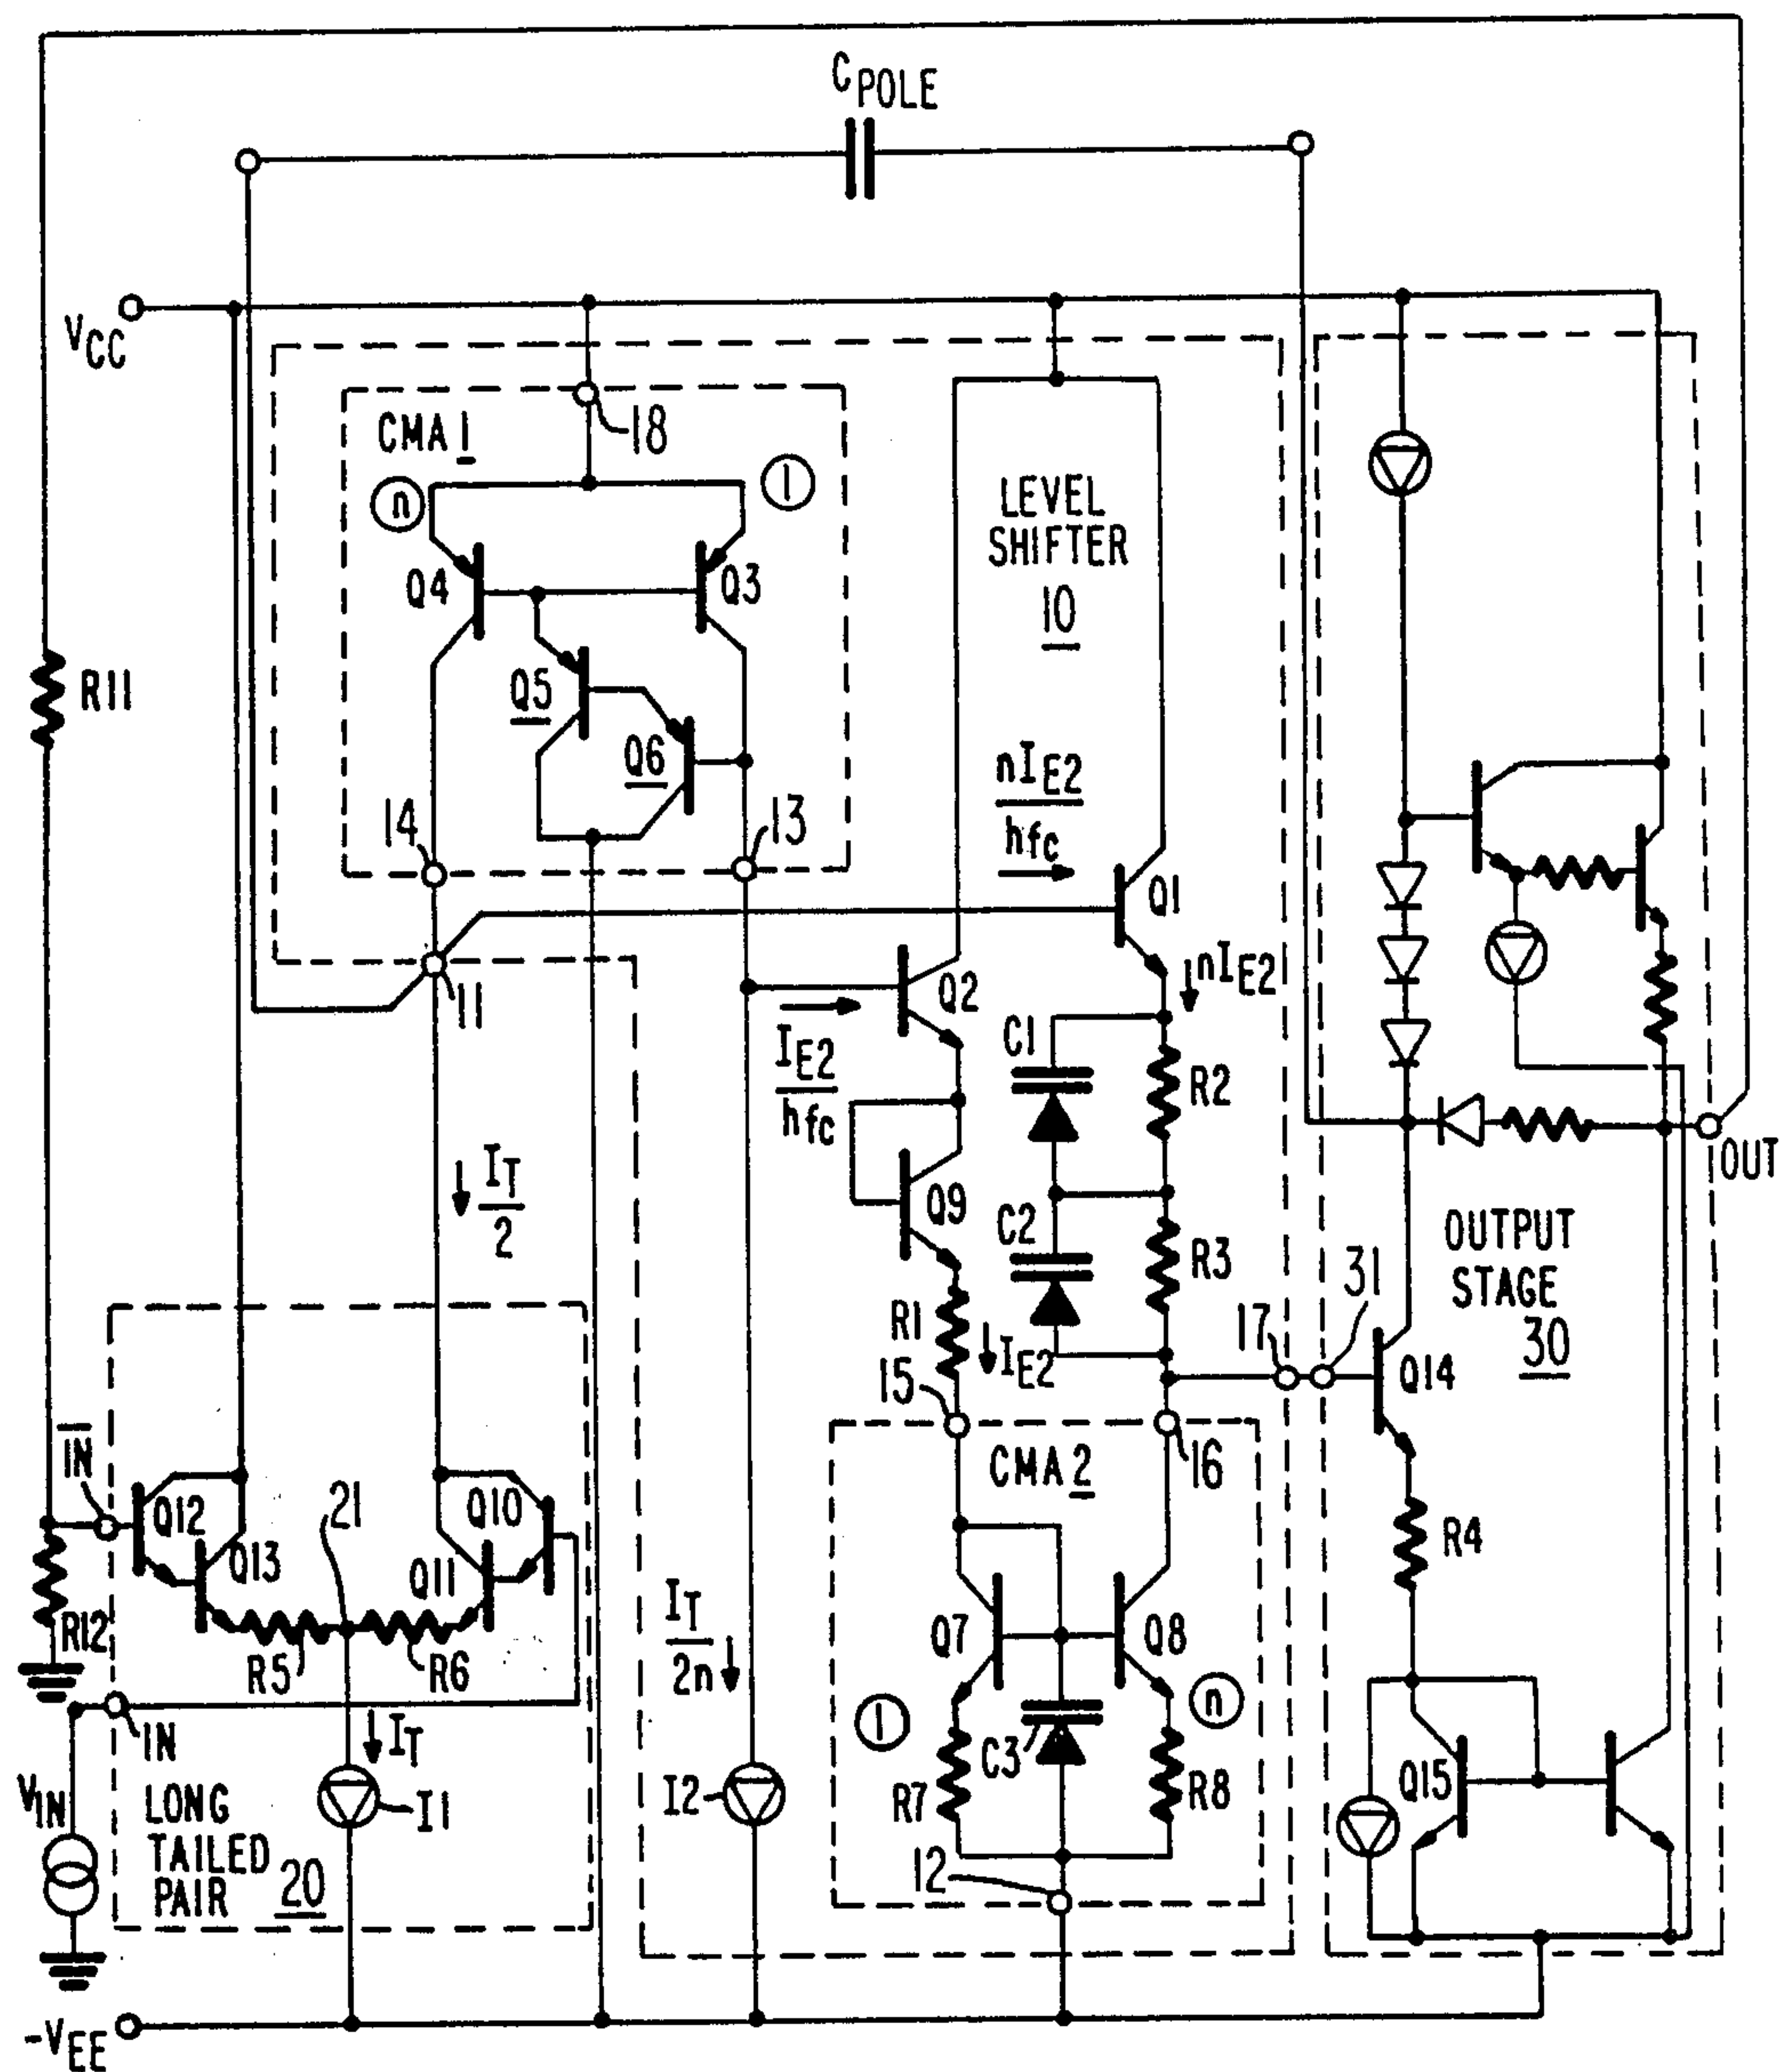 C POLE
VCC
CMA 1
18
n
1
LEVEL
SHIFTER
10
Q4
Q3
R11
Q5
Q6
nIE2
hfc
14
13
Q1
11
Q2
nIE2
C1
IE2
hfc
R2
OUT
IT
2
Q9
C2
R3
OUTPUT
STAGE
30
31
R1
IE2
17
15
Q14
IN
CMA 2
16
Q12
21
Q10
Q13
Q11
R4
R12
R5
R6
IT
2n
Q7
Q8
1
n
IN
IT
C3
VIN
LONG
TAILED
PAIR 20
I1
I2
R7
R8
Q15
12
-VEE